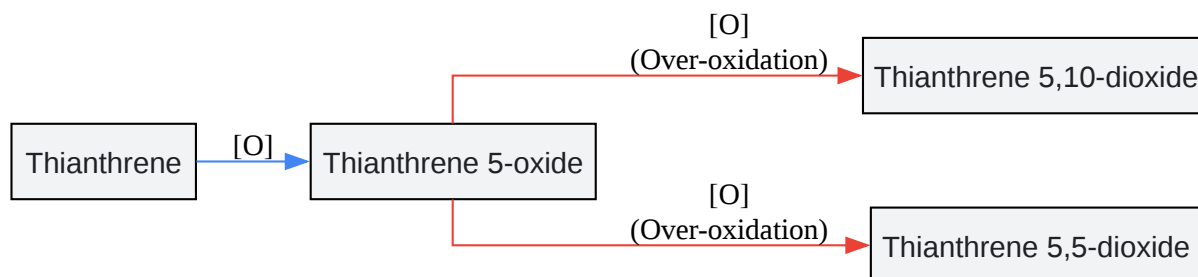 Thianthrene
[O]
Thianthrene 5-oxide
[O]
(Over-oxidation)
Thianthrene 5,10-dioxide
[O]
(Over-oxidation)
Thianthrene 5,5-dioxide